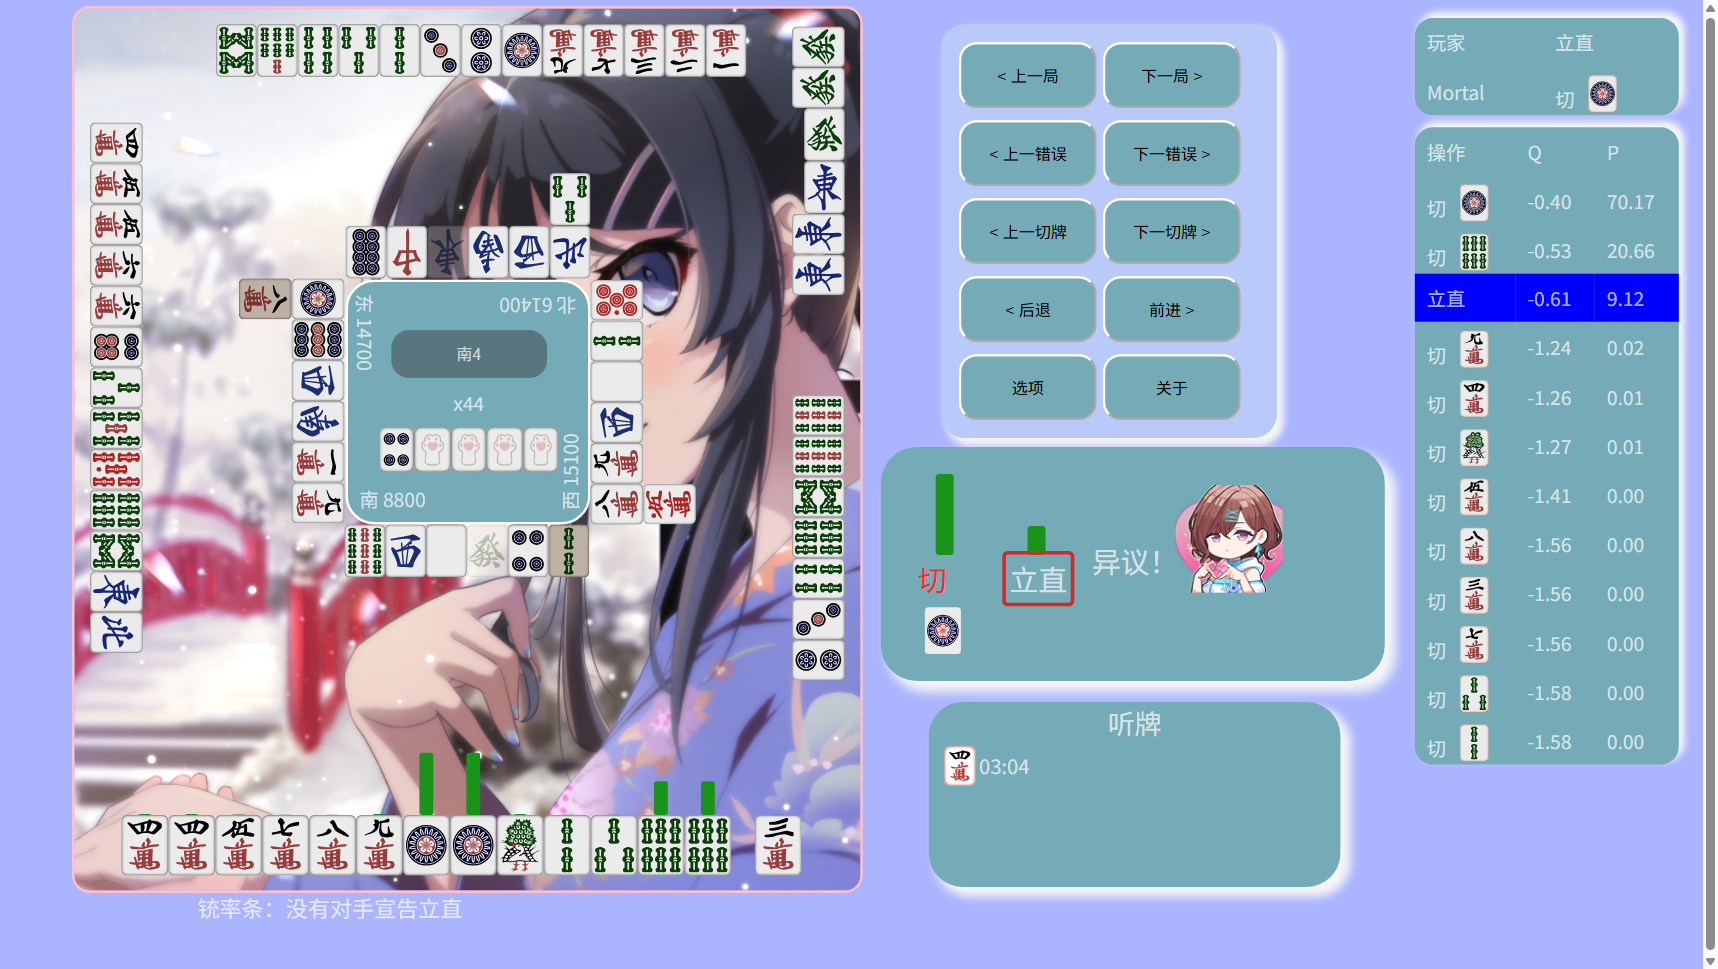 东 14700
北 61400
南4
x44
南 8800
西 15100
铳率条：没有对手宣告立直
< 上一局
下一局 >
< 上一错误
下一错误 >
< 上一切牌
下一切牌 >
< 后退
前进 >
选项
关于
切
立直
异议！
听牌
03:04
玩家 立直
Mortal 切
操作 Q P
切 -0.40 70.17
切 -0.53 20.66
立直 -0.61 9.12
切 -1.24 0.02
切 -1.26 0.01
切 -1.27 0.01
切 -1.41 0.00
切 -1.56 0.00
切 -1.56 0.00
切 -1.56 0.00
切 -1.58 0.00
切 -1.58 0.00